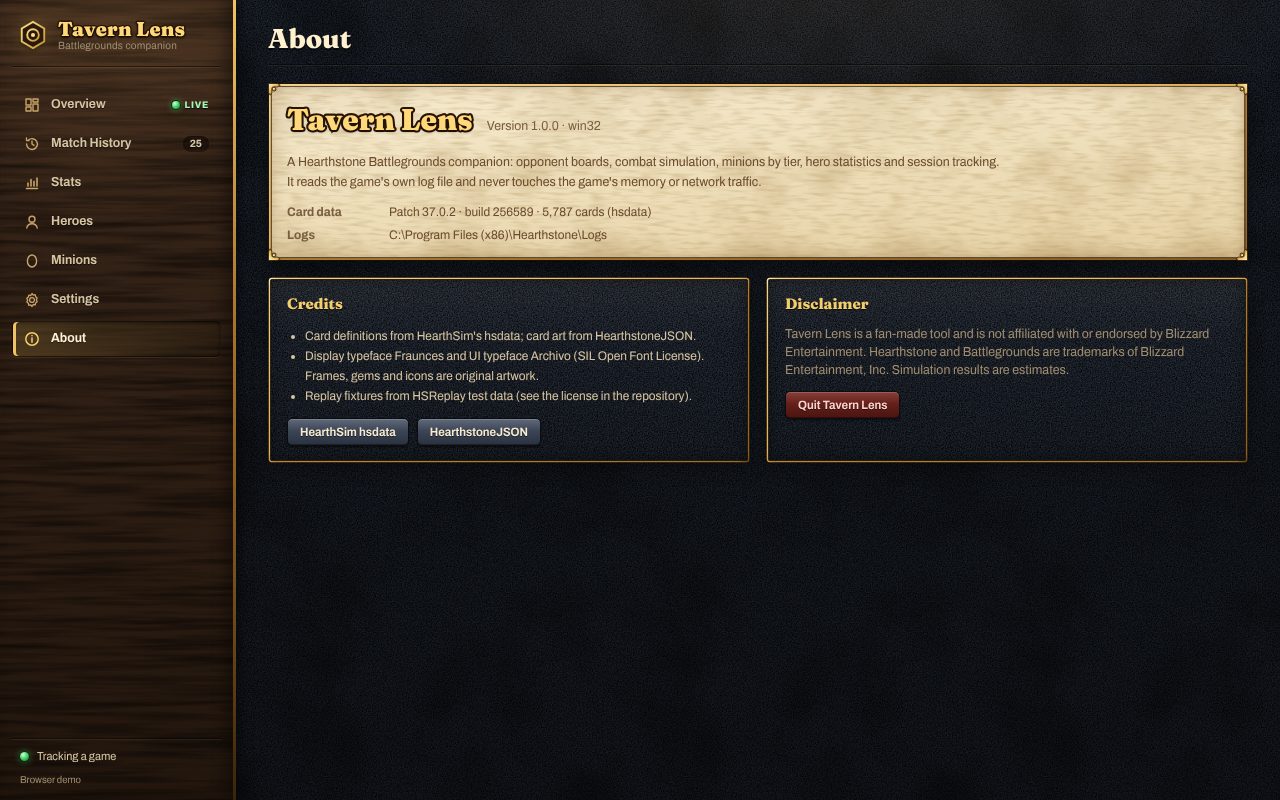 Tavern Lens
Battlegrounds companion
Overview
LIVE
Match History
25
Stats
Heroes
Minions
Settings
About
Tracking a game
Browser demo
About
Tavern Lens Version 1.0.0 · win32
A Hearthstone Battlegrounds companion: opponent boards, combat simulation, minions by tier, hero statistics and session tracking.
It reads the game's own log file and never touches the game's memory or network traffic.
Card data Patch 37.0.2 · build 256589 · 5,787 cards (hsdata)
Logs C:\Program Files (x86)\Hearthstone\Logs
Credits
• Card definitions from HearthSim's hsdata; card art from HearthstoneJSON.
• Display typeface Fraunces and UI typeface Archivo (SIL Open Font License).
Frames, gems and icons are original artwork.
• Replay fixtures from HSReplay test data (see the license in the repository).
HearthSim hsdata
HearthstoneJSON
Disclaimer
Tavern Lens is a fan-made tool and is not affiliated with or endorsed by Blizzard
Entertainment. Hearthstone and Battlegrounds are trademarks of Blizzard
Entertainment, Inc. Simulation results are estimates.
Quit Tavern Lens